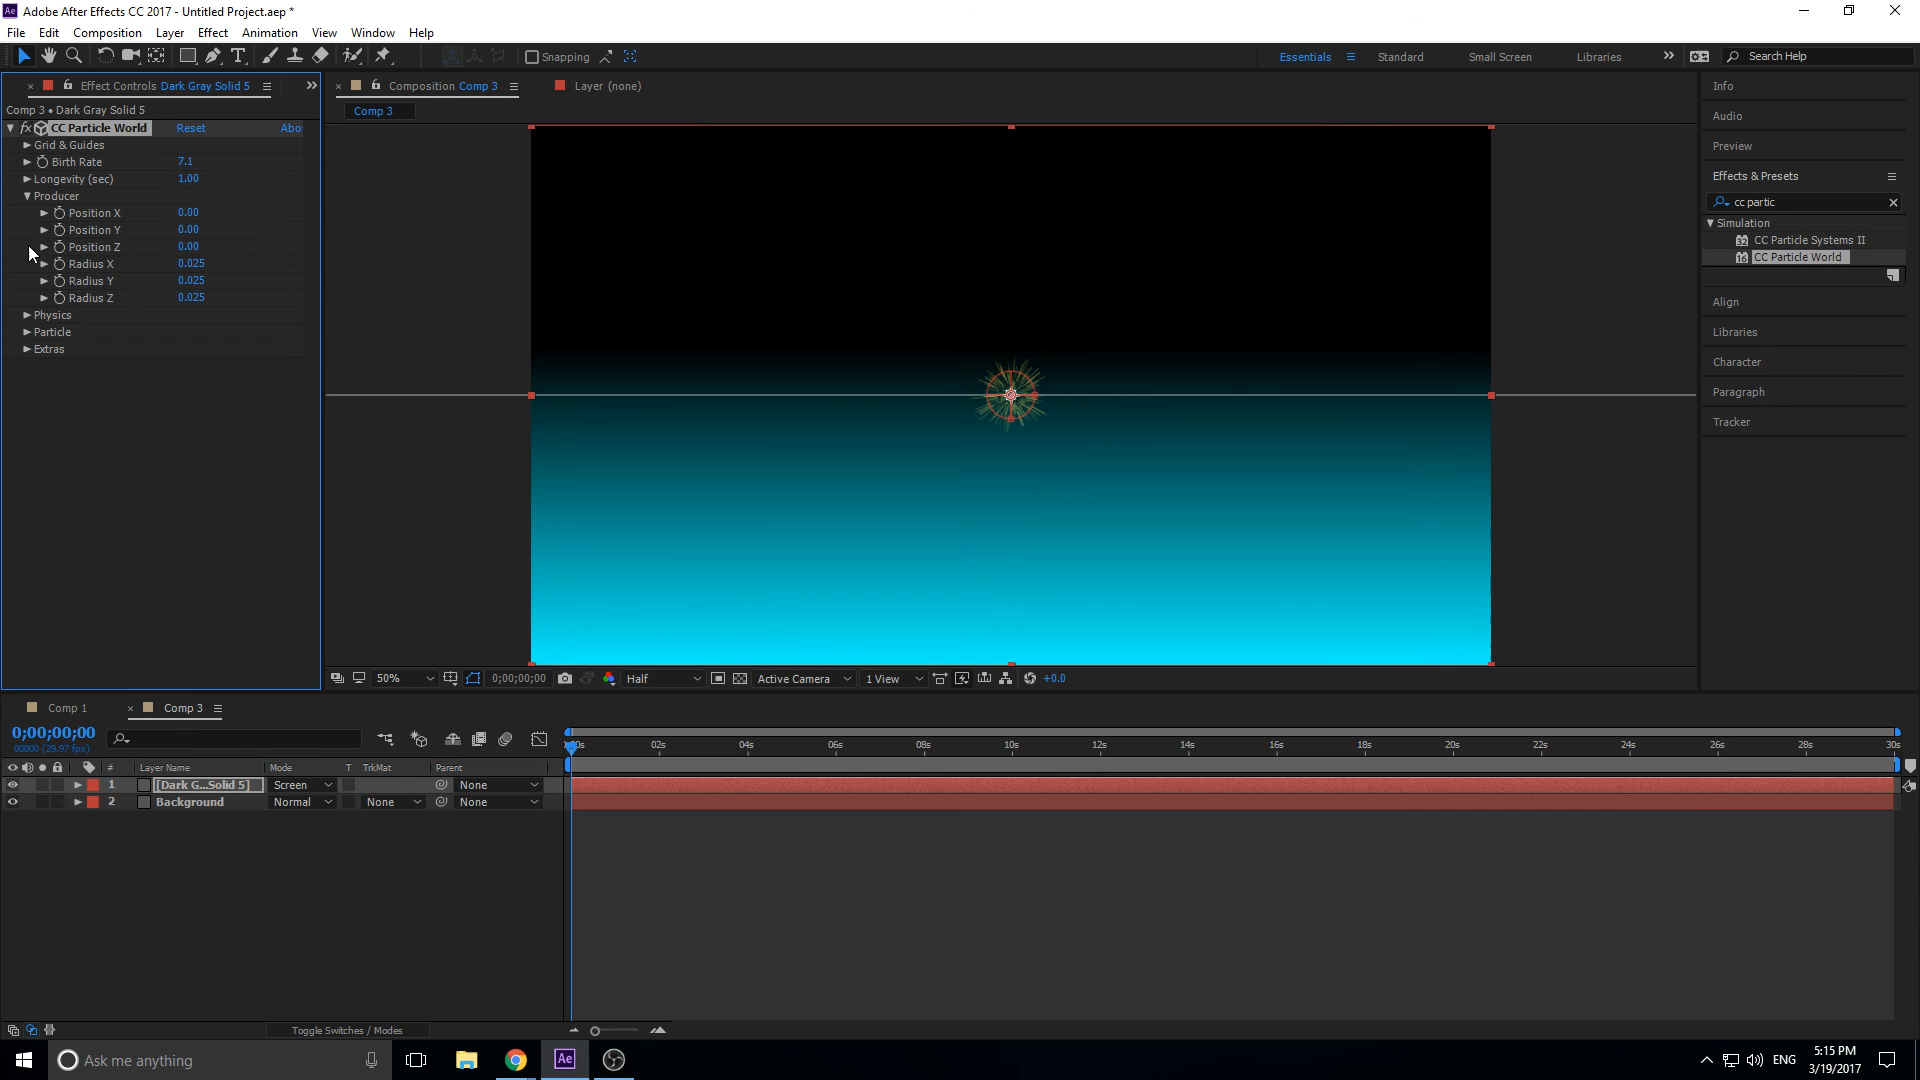 Adobe After Effects CC 2017 - Untitled Project.aep *
File Edit Composition Layer Effect Animation View Window Help
Snapping
Essentials Standard Small Screen Libraries Search Help
Effect Controls Dark Gray Solid 5
Composition Comp 3
Layer (none)
Comp 3 • Dark Gray Solid 5
Comp 3
CC Particle World Reset Abo
Grid & Guides
Birth Rate 7.1
Longevity (sec) 1.00
Producer
Position X 0.00
Position Y 0.00
Position Z 0.00
Radius X 0.025
Radius Y 0.025
Radius Z 0.025
Physics
Particle
Extras
Info
Audio
Preview
Effects & Presets
cc partic
Simulation
32 CC Particle Systems II
16 CC Particle World
Align
Libraries
Character
Paragraph
Tracker
50% 0;00;00;00 Half Active Camera 1 View +0.0
Comp 1 Comp 3
0;00;00;00
00000 (29.97 fps)
02s 04s 06s 08s 10s 12s 14s 16s 18s 20s 22s 24s 26s 28s 30s
# Layer Name Mode T TrkMat Parent
1 [Dark G...Solid 5] Screen None
2 Background Normal None None
Toggle Switches / Modes
Ask me anything
Ae
ENG
5:15 PM
3/19/2017